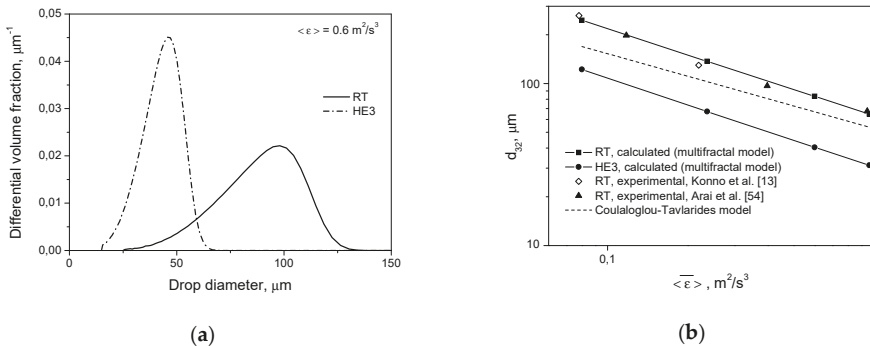 <ε> = 0.6 m²/s³
RT
HE3
0,05
0,04
0,03
0,02
0,01
0,00
Differential volume fraction, μm⁻¹
0
50
100
150
Drop diameter, μm
(a)
100
10
d₃₂, μm
RT, calculated (multifractal model)
HE3, calculated (multifractal model)
RT, experimental, Konno et al. [13]
RT, experimental, Arai et al. [54]
Coulaloglou-Tavlarides model
0,1
<ε̅> , m²/s³
(b)